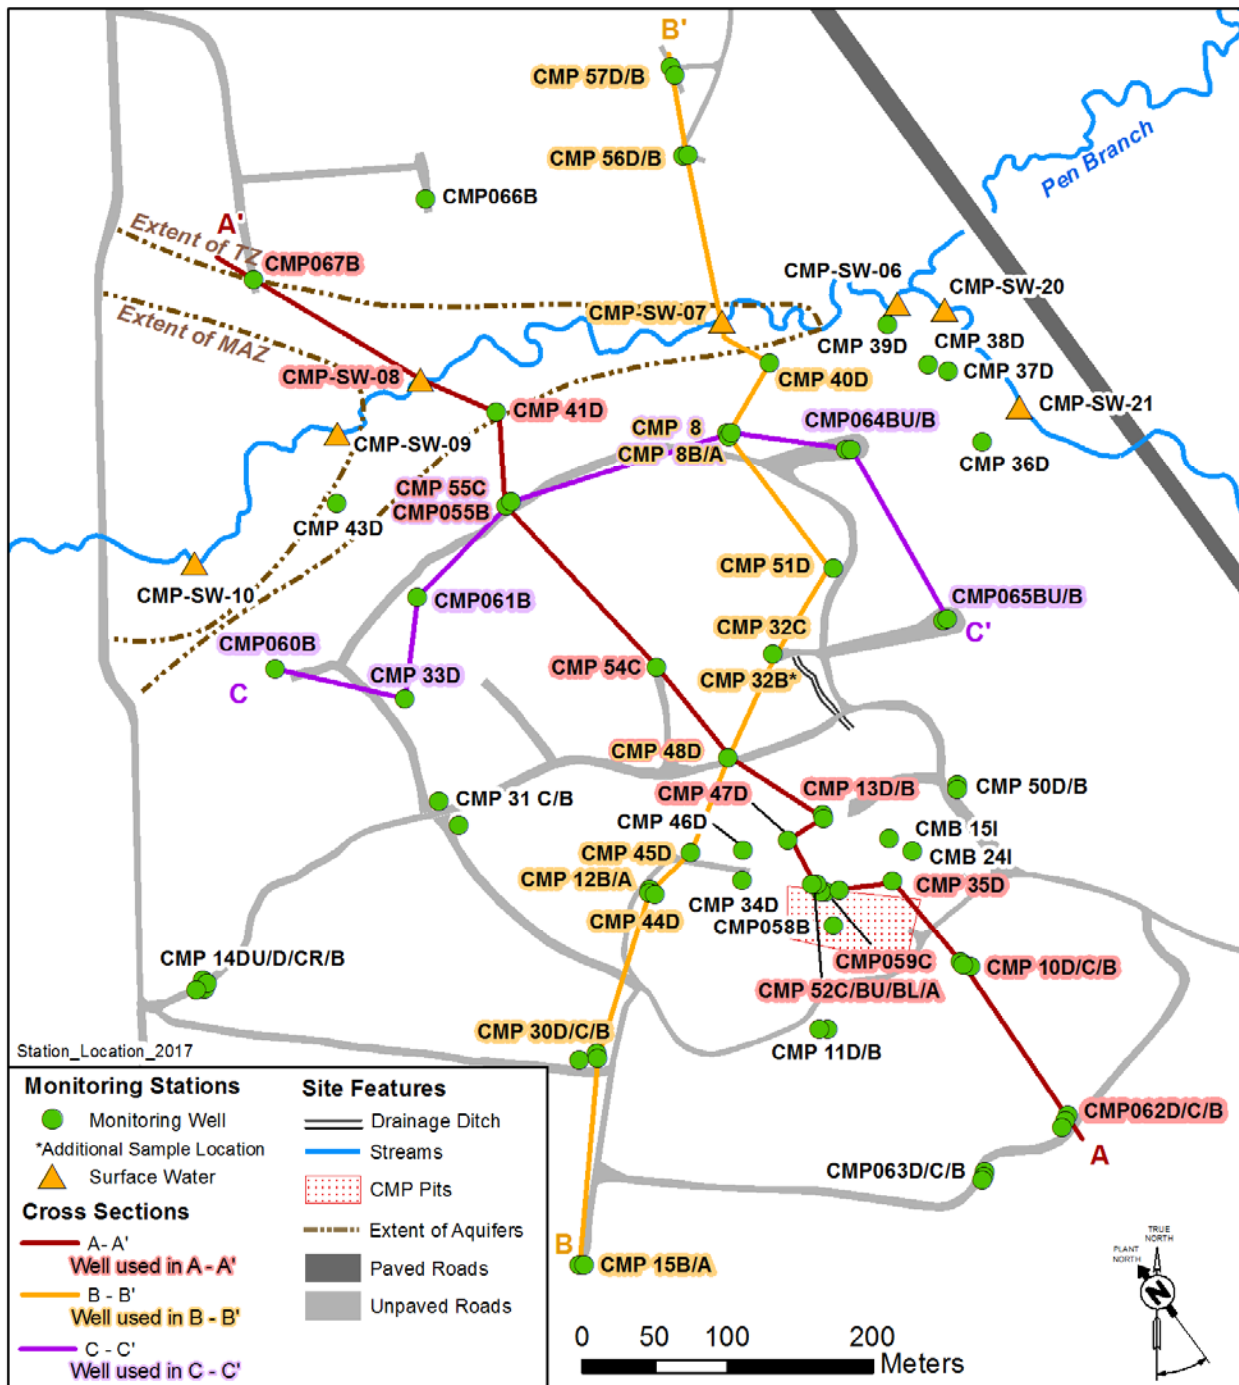 B'
CMP 57D/B
Pen Branch
CMP 56D/B
CMP066B
A'
Extent of TZ
CMP067B
CMP-SW-06
CMP-SW-20
Extent of MAZ
CMP-SW-07
CMP 39D
CMP 38D
CMP-SW-08
CMP 40D
CMP 37D
CMP 41D
CMP-SW-21
CMP-SW-09
CMP 8
CMP064BU/B
CMP 8B/A
CMP 36D
CMP 55C
CMP055B
CMP 43D
CMP 51D
CMP-SW-10
CMP061B
CMP065BU/B
CMP 32C
C'
CMP060B
CMP 54C
CMP 33D
CMP 32B*
C
CMP 48D
CMP 47D
CMP 13D/B
CMP 50D/B
CMP 31 C/B
CMP 46D
CMB 15I
CMP 45D
CMB 24I
CMP 12B/A
CMP 35D
CMP 34D
CMP 44D
CMP058B
CMP 14DU/D/CR/B
CMP059C
CMP 10D/C/B
CMP 52C/BU/BL/A
CMP 30D/C/B
CMP 11D/B
Station_Location_2017
CMP062D/C/B
A
CMP063D/C/B
B
CMP 15B/A
Monitoring Stations
Monitoring Well
*Additional Sample Location
Surface Water
Cross Sections
A- A'
Well used in A - A'
B - B'
Well used in B - B'
C - C'
Well used in C - C'
Site Features
Drainage Ditch
Streams
CMP Pits
Extent of Aquifers
Paved Roads
Unpaved Roads
0 50 100 200
Meters
TRUE
NORTH
PLANT
NORTH
N